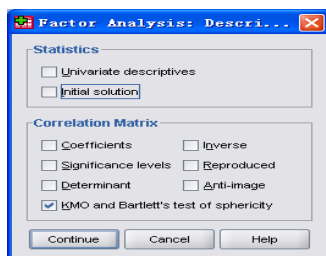 Factor Analysis: Descri...
Statistics
Univariate descriptives
Initial solution
Correlation Matrix
Coefficients Inverse
Significance levels Reproduced
Determinant Anti-image
KMO and Bartlett's test of sphericity
Continue Cancel Help